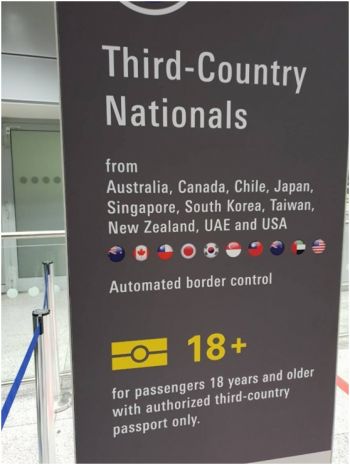 Third-Country
Nationals
from
Australia, Canada, Chile, Japan,
Singapore, South Korea, Taiwan,
New Zealand, UAE and USA
Automated border control
18+
for passengers 18 years and older
with authorized third-country
passport only.